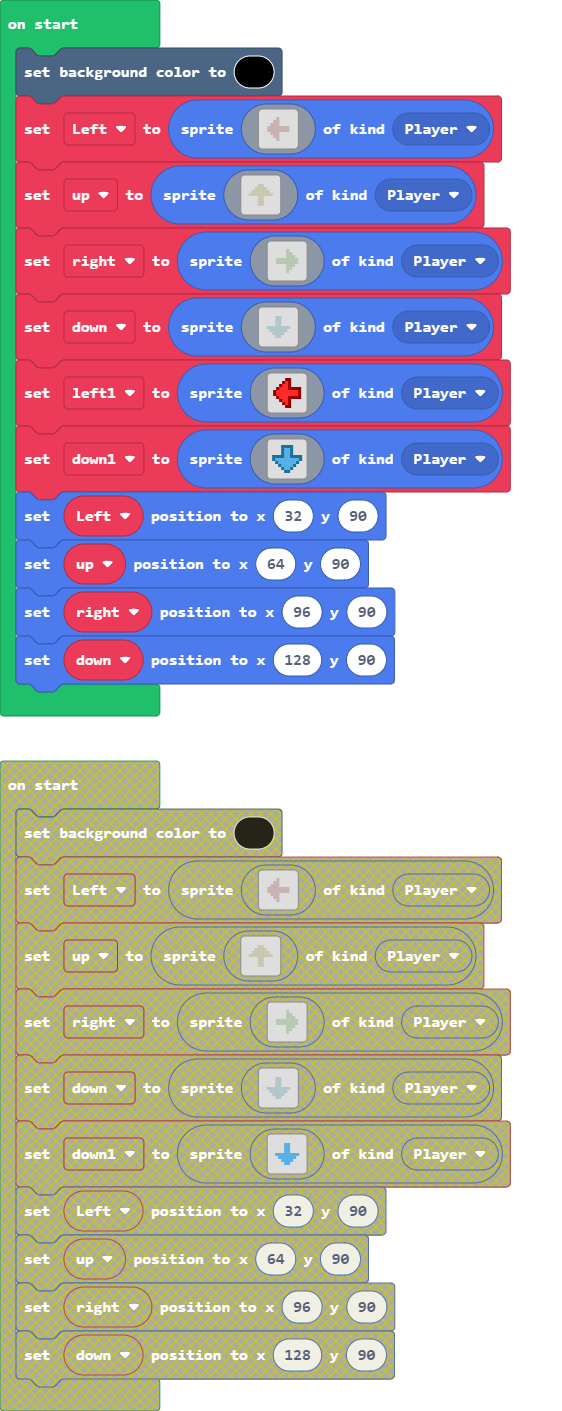 on start
set background color to
set Left to sprite of kind Player
set up to sprite of kind Player
set right to sprite of kind Player
set down to sprite of kind Player
set left1 to sprite of kind Player
set down1 to sprite of kind Player
set Left position to x 32 y 90
set up position to x 64 y 90
set right position to x 96 y 90
set down position to x 128 y 90
on start
set background color to
set Left to sprite of kind Player
set up to sprite of kind Player
set right to sprite of kind Player
set down to sprite of kind Player
set down1 to sprite of kind Player
set Left position to x 32 y 90
set up position to x 64 y 90
set right position to x 96 y 90
set down position to x 128 y 90